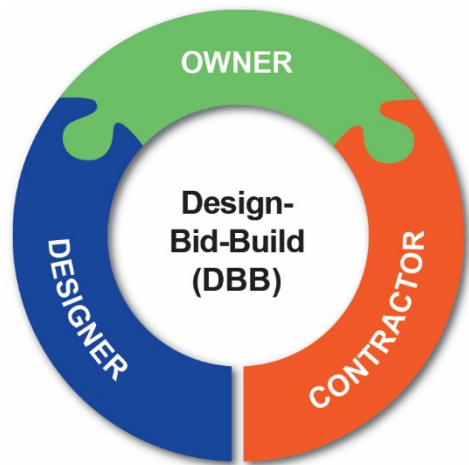 OWNER
Design-
Bid-Build
(DBB)
DESIGNER
CONTRACTOR